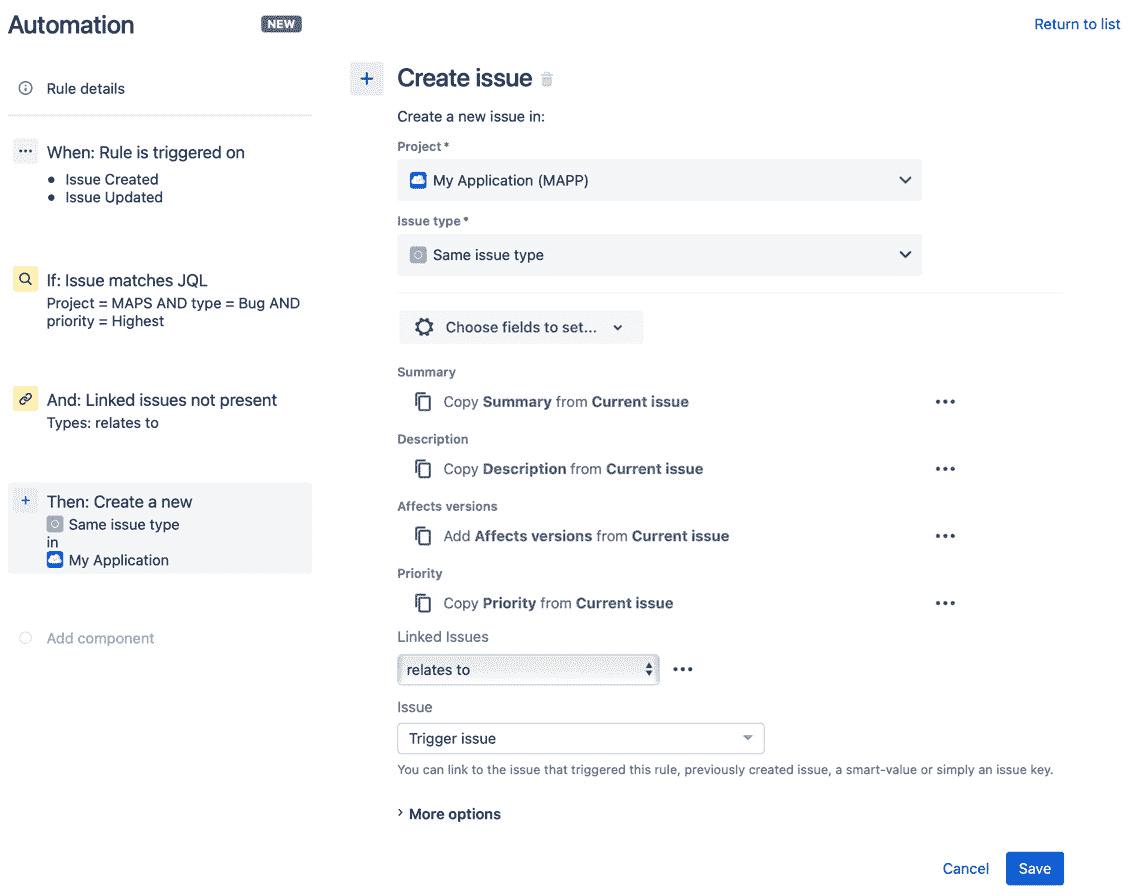 Automation
NEW
Return to list
Rule details
When: Rule is triggered on
Issue Created
Issue Updated
If: Issue matches JQL
Project = MAPS AND type = Bug AND
priority = Highest
And: Linked issues not present
Types: relates to
Then: Create a new
Same issue type
in
My Application
Add component
Create issue
Create a new issue in:
Project *
My Application (MAPP)
Issue type *
Same issue type
Choose fields to set...
Summary
Copy Summary from Current issue
Description
Copy Description from Current issue
Affects versions
Add Affects versions from Current issue
Priority
Copy Priority from Current issue
Linked Issues
relates to
Issue
Trigger issue
You can link to the issue that triggered this rule, previously created issue, a smart-value or simply an issue key.
More options
Cancel
Save